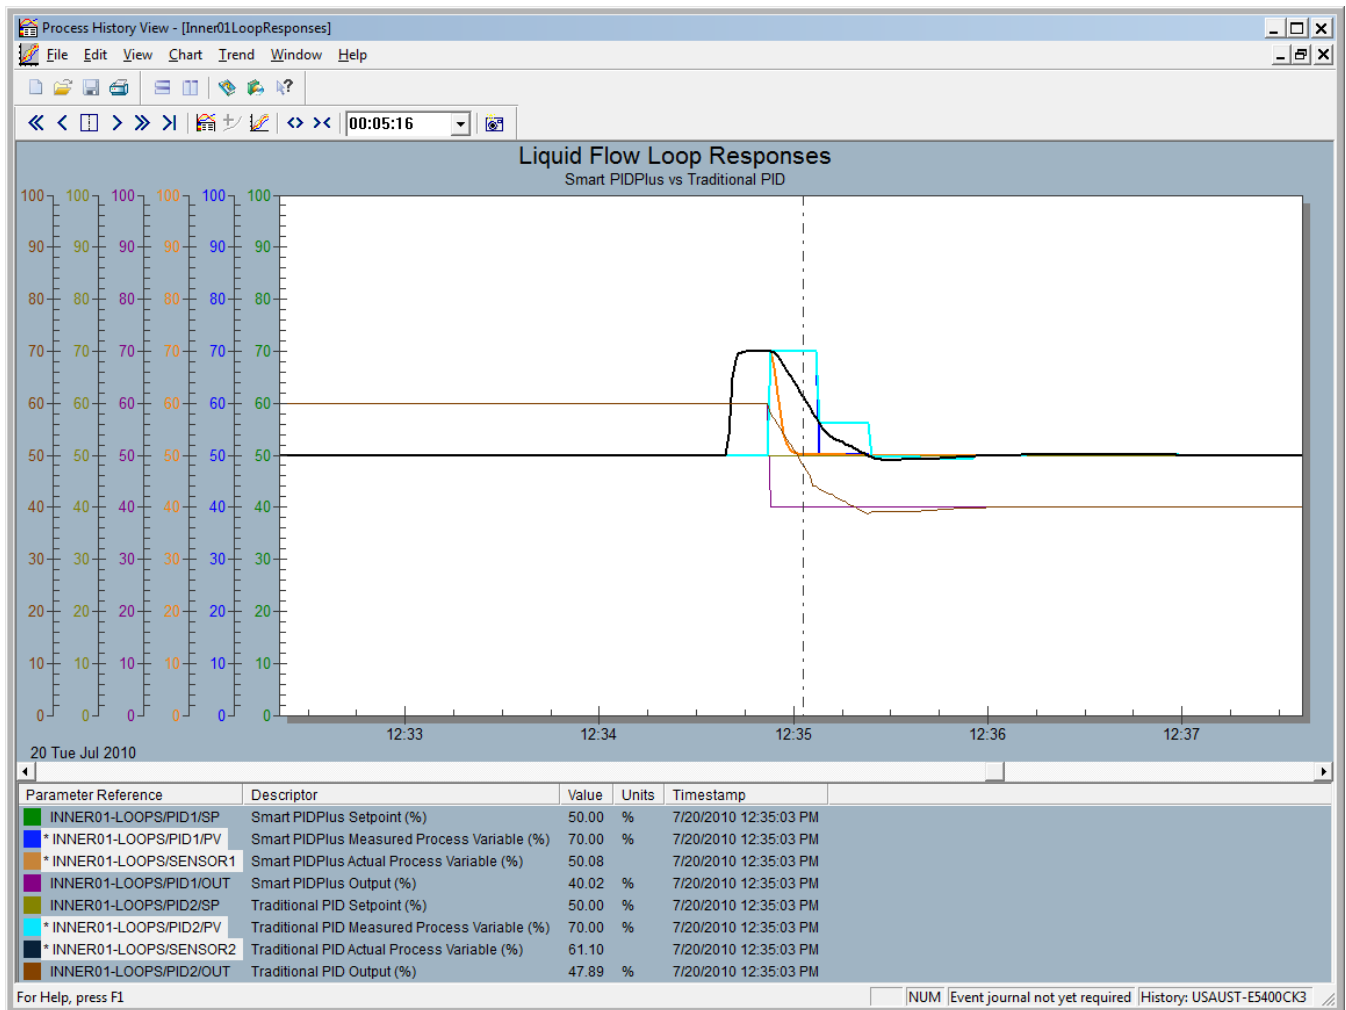 Process History View - [Inner01LoopResponses]
File Edit View Chart Trend Window Help
00:05:16
Liquid Flow Loop Responses
Smart PIDPlus vs Traditional PID
100 100 100 100 100 100
90 90 90 90 90 90
80 80 80 80 80 80
70 70 70 70 70 70
60 60 60 60 60 60
50 50 50 50 50 50
40 40 40 40 40 40
30 30 30 30 30 30
20 20 20 20 20 20
10 10 10 10 10 10
0 0 0 0 0 0
12:33 12:34 12:35 12:36 12:37
20 Tue Jul 2010
Parameter Reference Descriptor Value Units Timestamp
INNER01-LOOPS/PID1/SP Smart PIDPlus Setpoint (%) 50.00 % 7/20/2010 12:35:03 PM
* INNER01-LOOPS/PID1/PV Smart PIDPlus Measured Process Variable (%) 70.00 % 7/20/2010 12:35:03 PM
* INNER01-LOOPS/SENSOR1 Smart PIDPlus Actual Process Variable (%) 50.08 7/20/2010 12:35:03 PM
INNER01-LOOPS/PID1/OUT Smart PIDPlus Output (%) 40.02 % 7/20/2010 12:35:03 PM
INNER01-LOOPS/PID2/SP Traditional PID Setpoint (%) 50.00 % 7/20/2010 12:35:03 PM
* INNER01-LOOPS/PID2/PV Traditional PID Measured Process Variable (%) 70.00 % 7/20/2010 12:35:03 PM
* INNER01-LOOPS/SENSOR2 Traditional PID Actual Process Variable (%) 61.10 7/20/2010 12:35:03 PM
INNER01-LOOPS/PID2/OUT Traditional PID Output (%) 47.89 % 7/20/2010 12:35:03 PM
For Help, press F1 NUM Event journal not yet required History: USAUST-E5400CK3